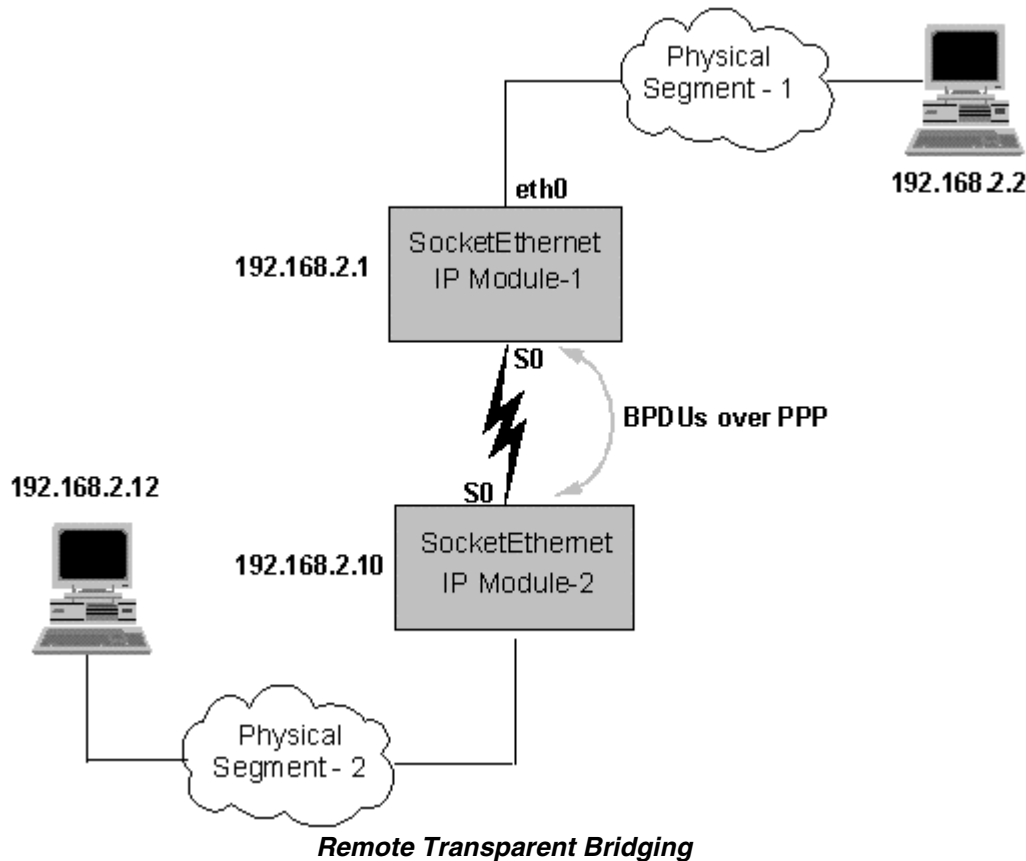 Physical
Segment - 1
192.168.2.2
eth0
SocketEthernet
IP Module-1
192.168.2.1
S0
BPDUs over PPP
192.168.2.12
S0
SocketEthernet
IP Module-2
192.168.2.10
Physical
Segment - 2
Remote Transparent Bridging